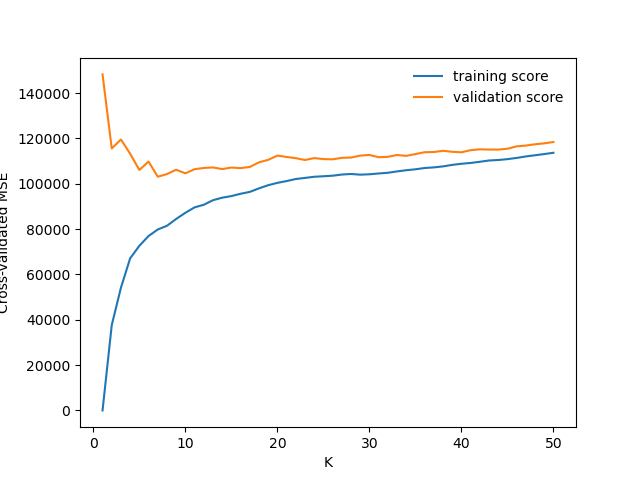 training score
validation score
140000
120000
100000
80000
60000
40000
20000
0
Cross-validated MSE
0 10 20 30 40 50
K